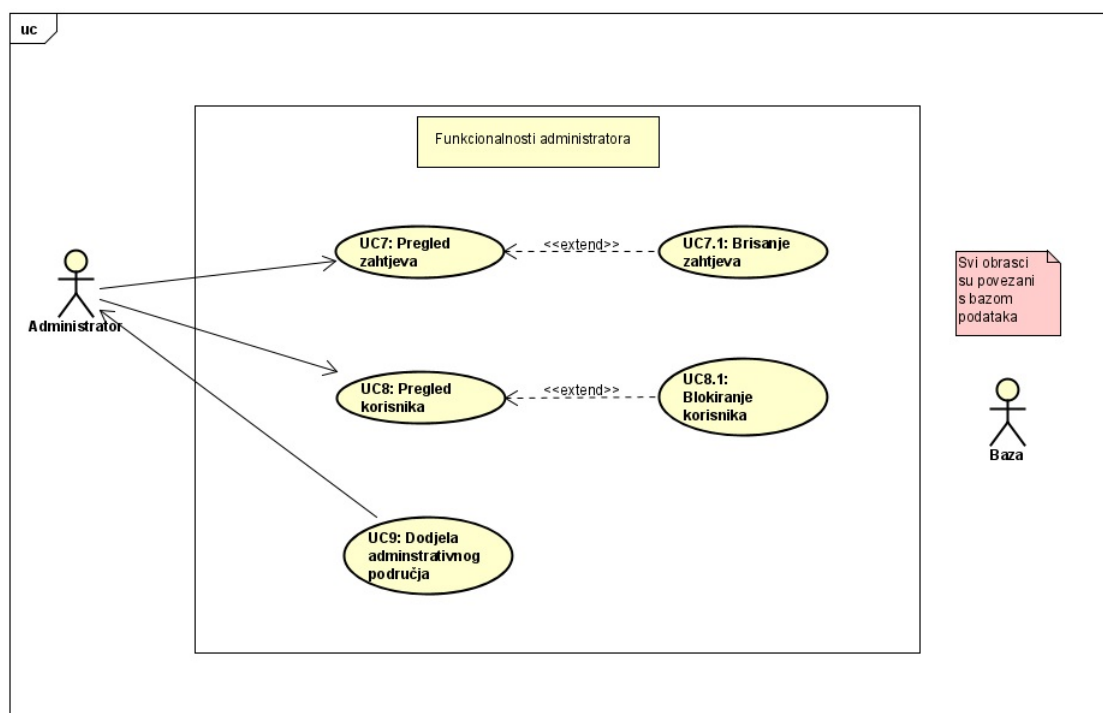 uc
Funkcionalnosti administratora
UC7: Pregled
zahtjeva
<<extend>>
UC7.1: Brisanje
zahtjeva
Svi obrasci
su povezani
s bazom
podataka
Administrator
UC8: Pregled
korisnika
<<extend>>
UC8.1:
Blokiranje
korisnika
Baza
UC9: Dodjela
adminstrativnog
područja